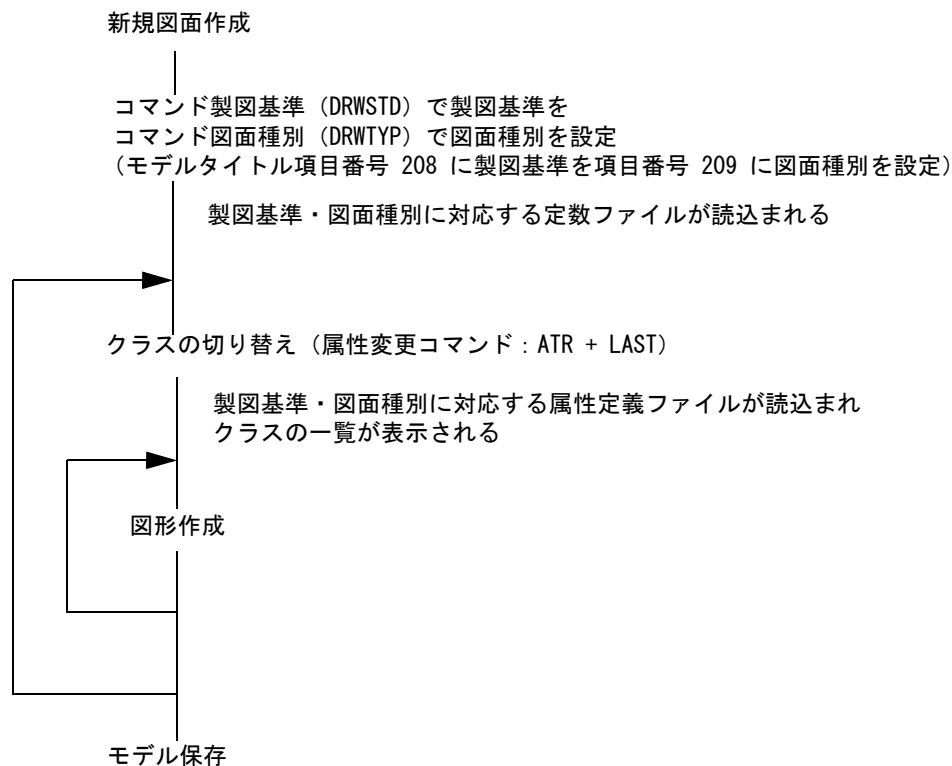 新規図面作成
コマンド製図基準（DRWSTD）で製図基準を
コマンド図面種別（DRWTYP）で図面種別を設定
（モデルタイトル項目番号 208 に製図基準を項目番号 209 に図面種別を設定）
製図基準・図面種別に対応する定数ファイルが読込まれる
クラスの切り替え（属性変更コマンド：ATR + LAST）
製図基準・図面種別に対応する属性定義ファイルが読込まれ
クラスの一覧が表示される
図形作成
モデル保存